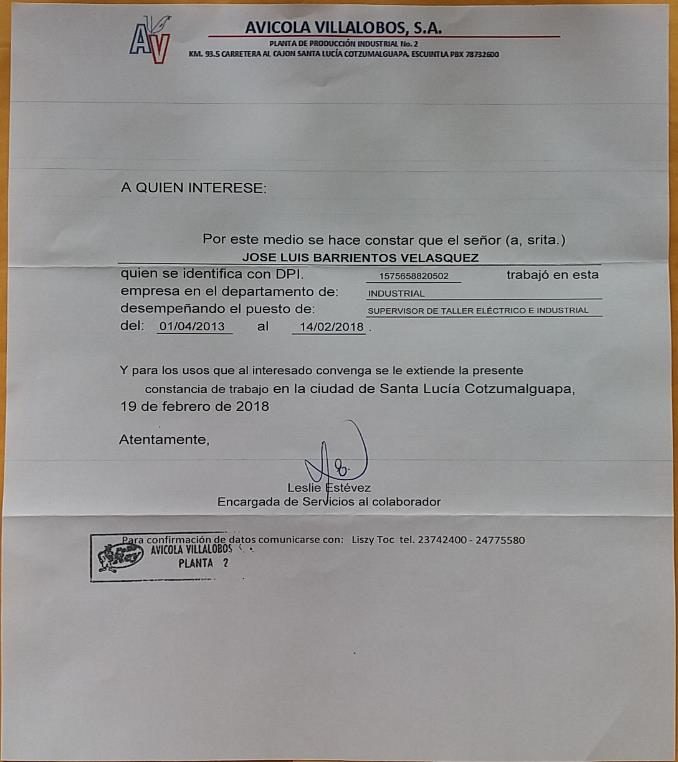 AV
AVICOLA VILLALOBOS, S.A.
PLANTA DE PRODUCCIÓN INDUSTRIAL No. 2
KM. 93.5 CARRETERA AL CAJON SANTA LUCÍA COTZUMALGUAPA, ESCUINTLA PBX 78732600
A QUIEN INTERESE:
Por este medio se hace constar que el señor (a, srita.)
JOSE LUIS BARRIENTOS VELASQUEZ
quien se identifica con DPI. 1575658820502 trabajó en esta
empresa en el departamento de: INDUSTRIAL
desempeñando el puesto de: SUPERVISOR DE TALLER ELÉCTRICO E INDUSTRIAL
del: 01/04/2013 al 14/02/2018 .
Y para los usos que al interesado convenga se le extiende la presente
constancia de trabajo en la ciudad de Santa Lucía Cotzumalguapa,
19 de febrero de 2018
Atentamente,
Leslie Estévez
Encargada de Servicios al colaborador
Para confirmación de datos comunicarse con: Liszy Toc tel. 23742400 - 24775580
AVICOLA VILLALOBOS
PLANTA 2